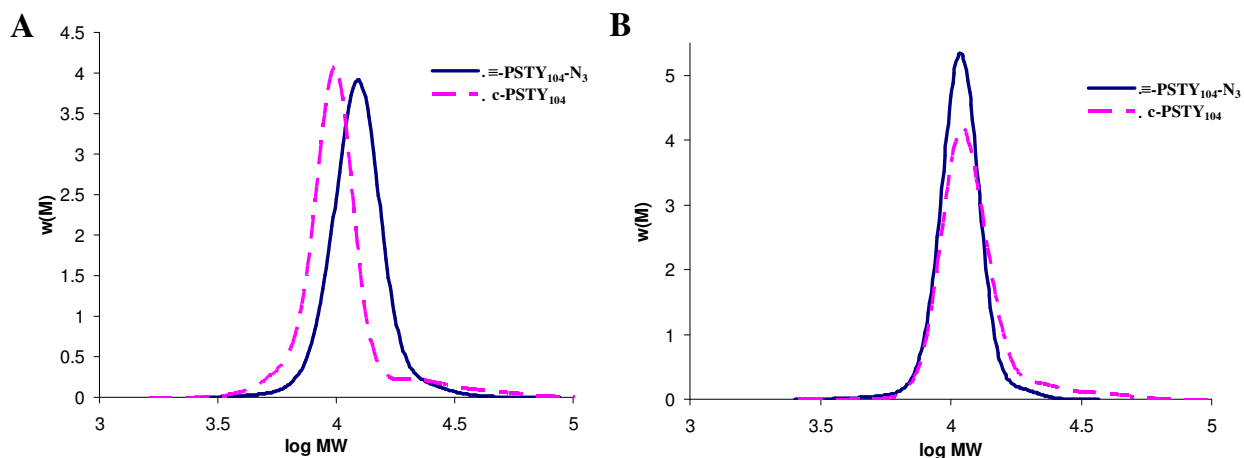 A
4.5
4
3.5
3
2.5
2
1.5
1
0.5
0
w(M)
3 3.5 4 4.5 5
log MW
.≡-PSTY₁₀₄-N₃
. c-PSTY₁₀₄
B
5
4
3
2
1
0
w(M)
3 3.5 4 4.5 5
log MW
.≡-PSTY₁₀₄-N₃
. c-PSTY₁₀₄